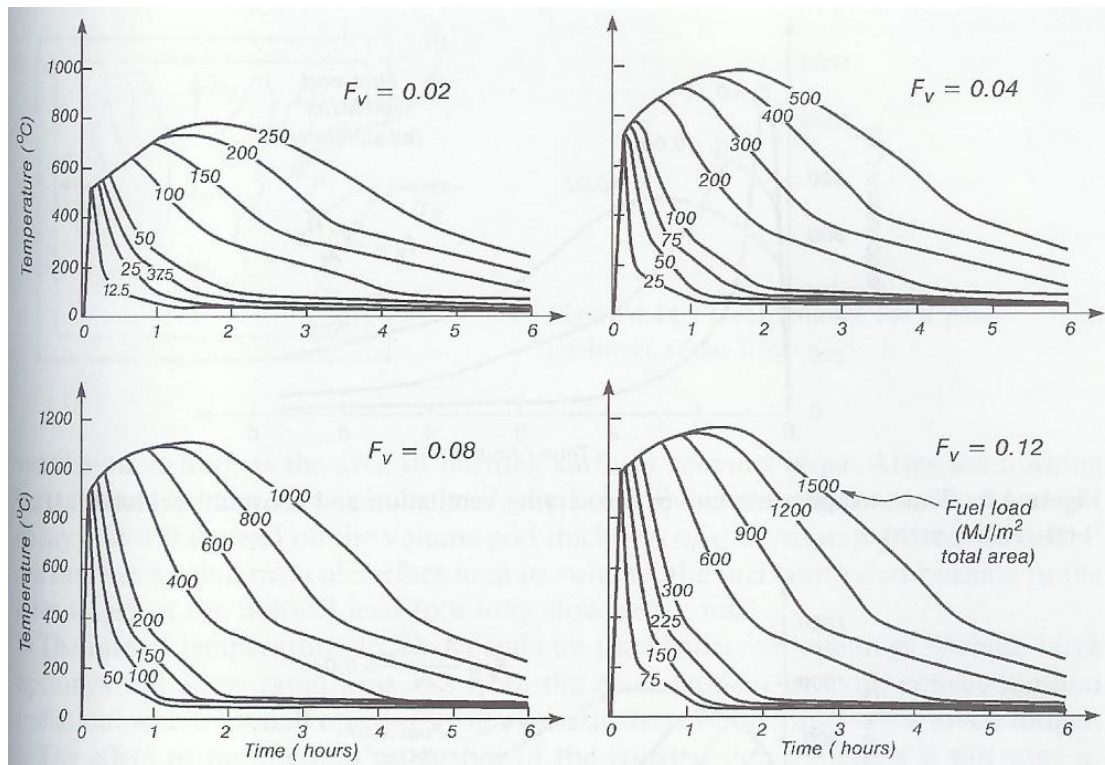 Temperature (°C)
1000
800
600
400
200
0
F_v = 0.02
250
200
750
100
50
25
37.5
12.5
0 1 2 3 4 5 6
F_v = 0.04
500
400
300
200
100
75
50
25
0 1 2 3 4 5 6
Temperature (°C)
1200
1000
800
600
400
200
0
F_v = 0.08
1000
800
600
400
200
150
50 100
0 1 2 3 4 5 6
Time ( hours)
F_v = 0.12
1500
1200
900
600
300
225
150
75
Fuel load
(MJ/m²
total area)
0 1 2 3 4 5 6
Time (hours)